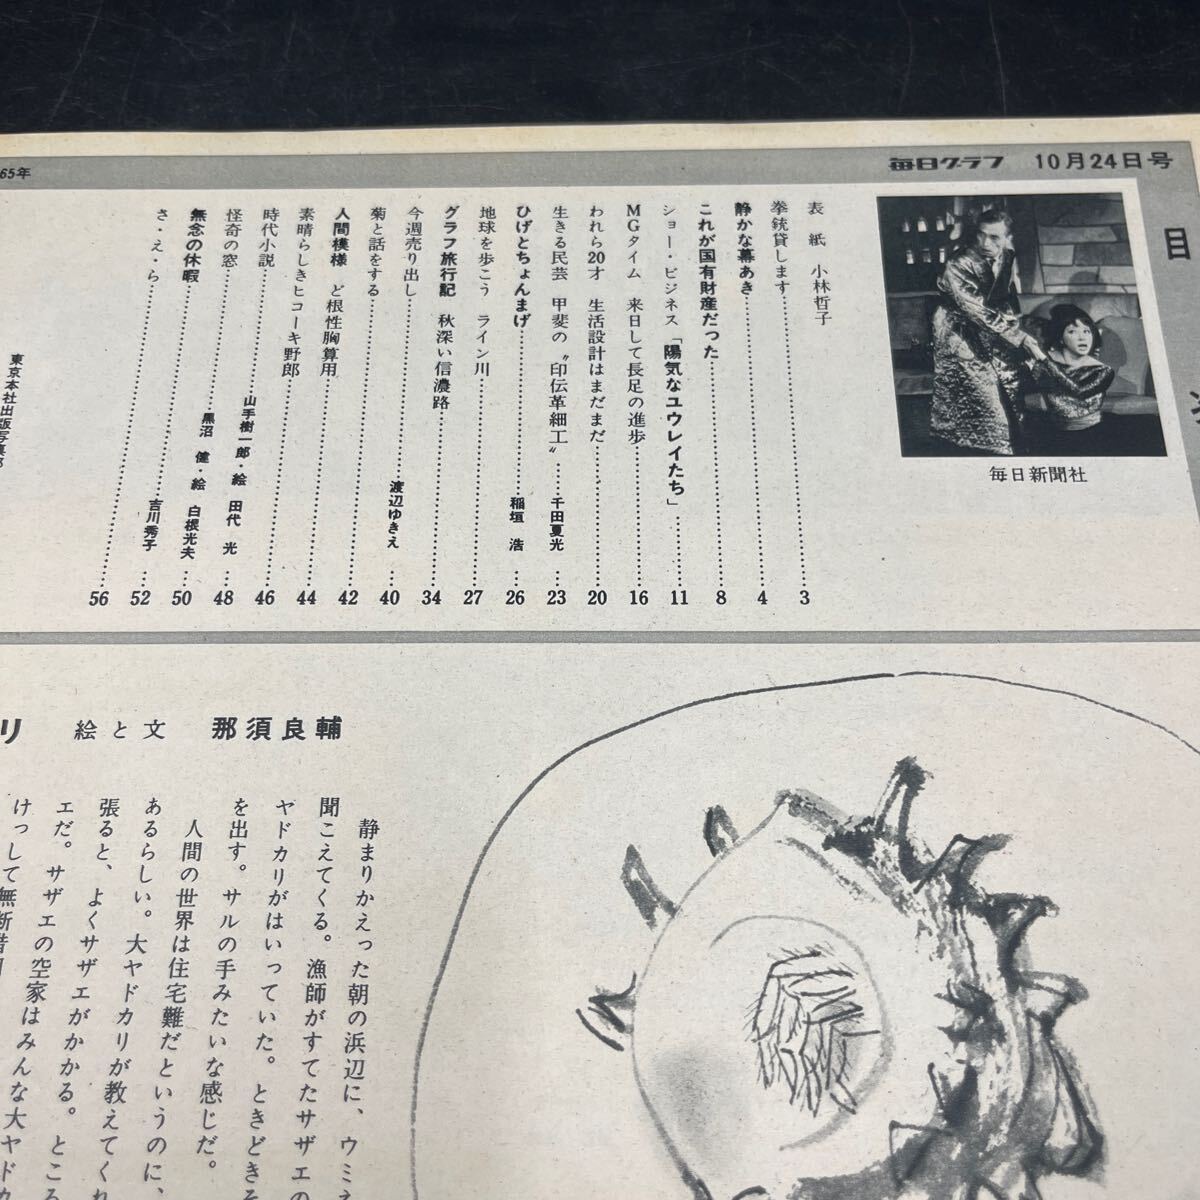 毎日グラフ 10月24日号
65年
目
次
毎日新聞社
表 紙 小林哲子
拳銃貸します……3
静かな幕あき……4
これが国有財産だった……8
ショー・ビジネス「陽気なユウレイたち」……11
MGタイム 来日して長足の進歩……16
われら20才 生活設計はまだまだ……20
生きる民芸 甲斐の〝印伝革細工〟……千田夏光……23
ひげとちょんまげ……稲垣 浩……26
地球を歩こう ライン川……27
グラフ旅行記 秋深い信濃路……34
今週売り出し……渡辺ゆきえ……40
菊と話をする……42
人間模様 ど根性胸算用……44
素晴らしきヒコーキ野郎……46
時代小説……山手樹一郎・絵 田代 光……48
怪奇の窓……黒沼 健・絵 白根光夫……50
無念の休暇……吉川秀子……52
さ・え・ら……56
東京本社出版写真部
リ 絵と文 那須良輔
静まりかえった朝の浜辺に、ウミネ
聞こえてくる。漁師がすてたサザエの
ヤドカリがはいっていた。ときどきそ
を出す。サルの手みたいな感じだ。
人間の世界は住宅難だというのに、
あるらしい。大ヤドカリが教えてくれ
張ると、よくサザエがかかる。ところ
エだ。サザエの空家はみんな大ヤドカ
けっして無断借用